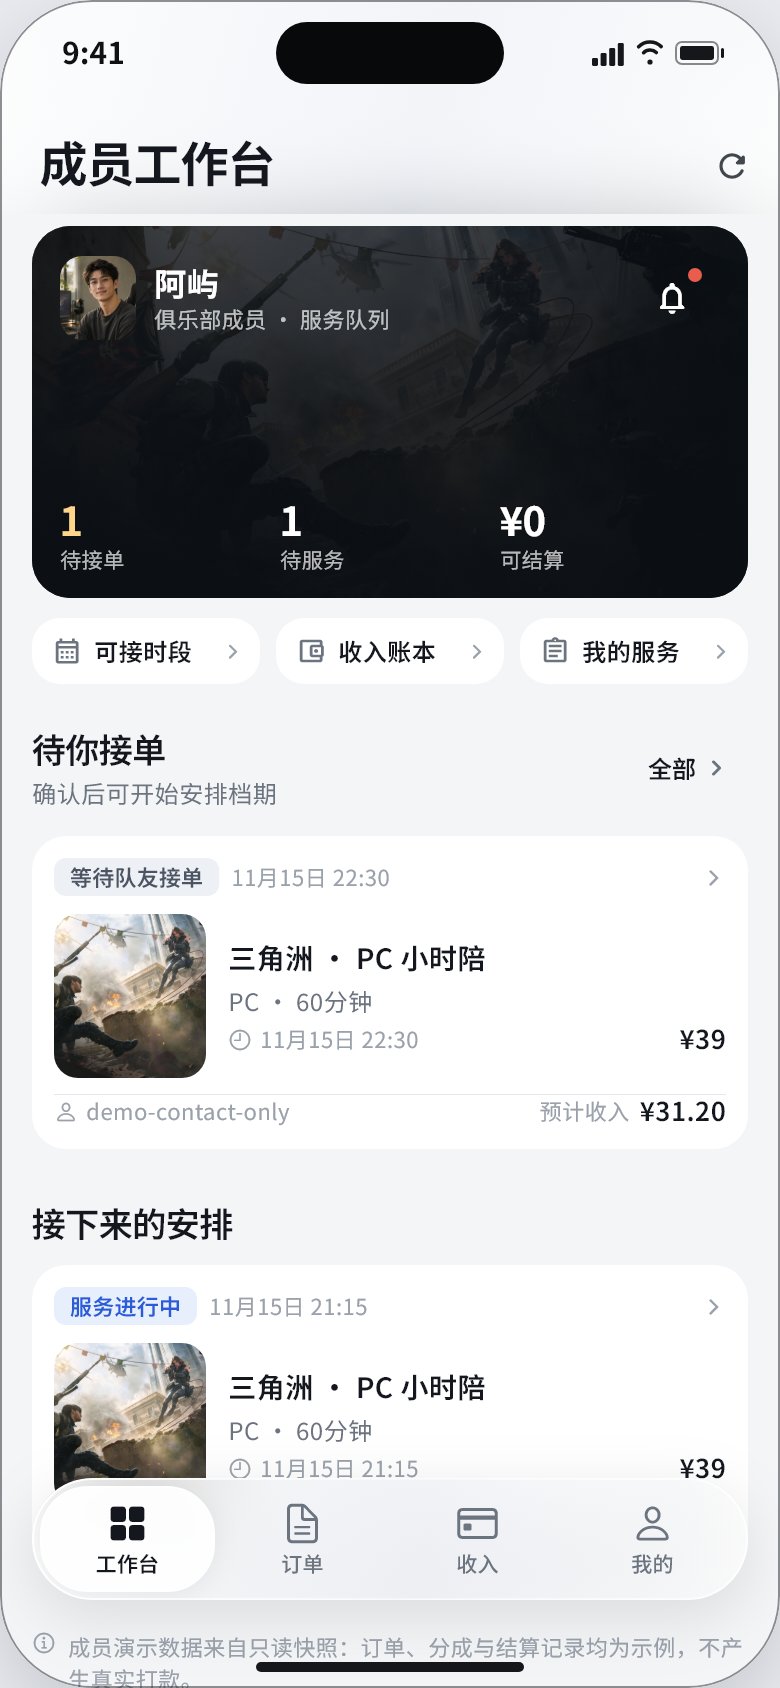 9:41
成员工作台
阿屿
俱乐部成员 · 服务队列
1 1 ¥0
待接单 待服务 可结算
可接时段 收入账本 我的服务
待你接单
全部
确认后可开始安排档期
等待队友接单 11月15日 22:30
三角洲 · PC 小时陪
PC · 60分钟
11月15日 22:30 ¥39
demo-contact-only 预计收入 ¥31.20
接下来的安排
服务进行中 11月15日 21:15
三角洲 · PC 小时陪
PC · 60分钟
11月15日 21:15 ¥39
工作台 订单 收入 我的
成员演示数据来自只读快照：订单、分成与结算记录均为示例，不产
生真实打款。